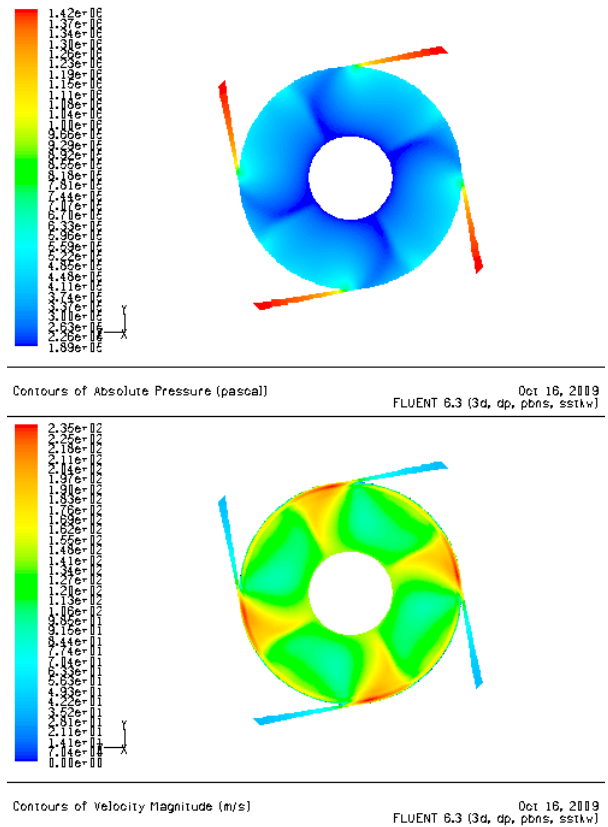 1.42e+06
1.37e+06
1.34e+06
1.30e+06
1.26e+06
1.23e+06
1.19e+06
1.15e+06
1.11e+06
1.08e+06
1.04e+06
1.00e+06
9.66e+05
9.29e+05
8.92e+05
8.55e+05
8.18e+05
7.81e+05
7.44e+05
7.07e+05
6.70e+05
6.33e+05
5.96e+05
5.59e+05
5.22e+05
4.85e+05
4.48e+05
4.11e+05
3.74e+05
3.37e+05
3.00e+05
2.63e+05
2.26e+05
1.89e+05
Y
X
Contours of Absolute Pressure (pascal)
Oct 16, 2009
FLUENT 6.3 (3d, dp, pbns, sstkw)
2.35e+02
2.25e+02
2.18e+02
2.11e+02
2.04e+02
1.97e+02
1.90e+02
1.83e+02
1.76e+02
1.69e+02
1.62e+02
1.55e+02
1.48e+02
1.41e+02
1.34e+02
1.27e+02
1.20e+02
1.13e+02
1.06e+02
9.85e+01
9.15e+01
8.44e+01
7.74e+01
7.04e+01
6.33e+01
5.63e+01
4.93e+01
4.22e+01
3.52e+01
2.81e+01
2.11e+01
1.41e+01
7.04e+00
0.00e+00
Y
X
Contours of Velocity Magnitude (m/s)
Oct 16, 2009
FLUENT 6.3 (3d, dp, pbns, sstkw)